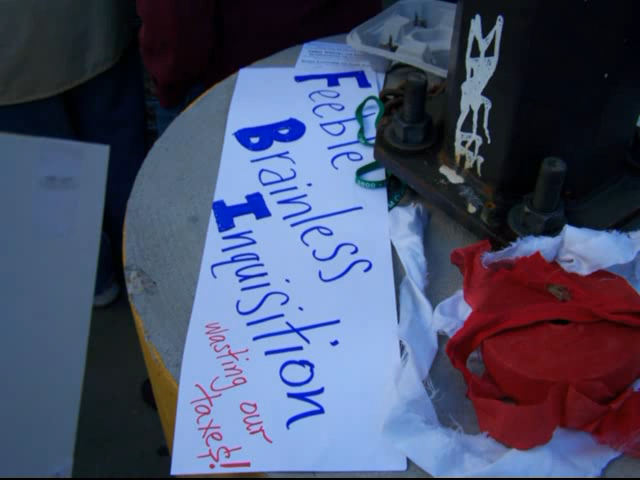 Feeble
Brainless
Inquisition
wasting our
taxes!